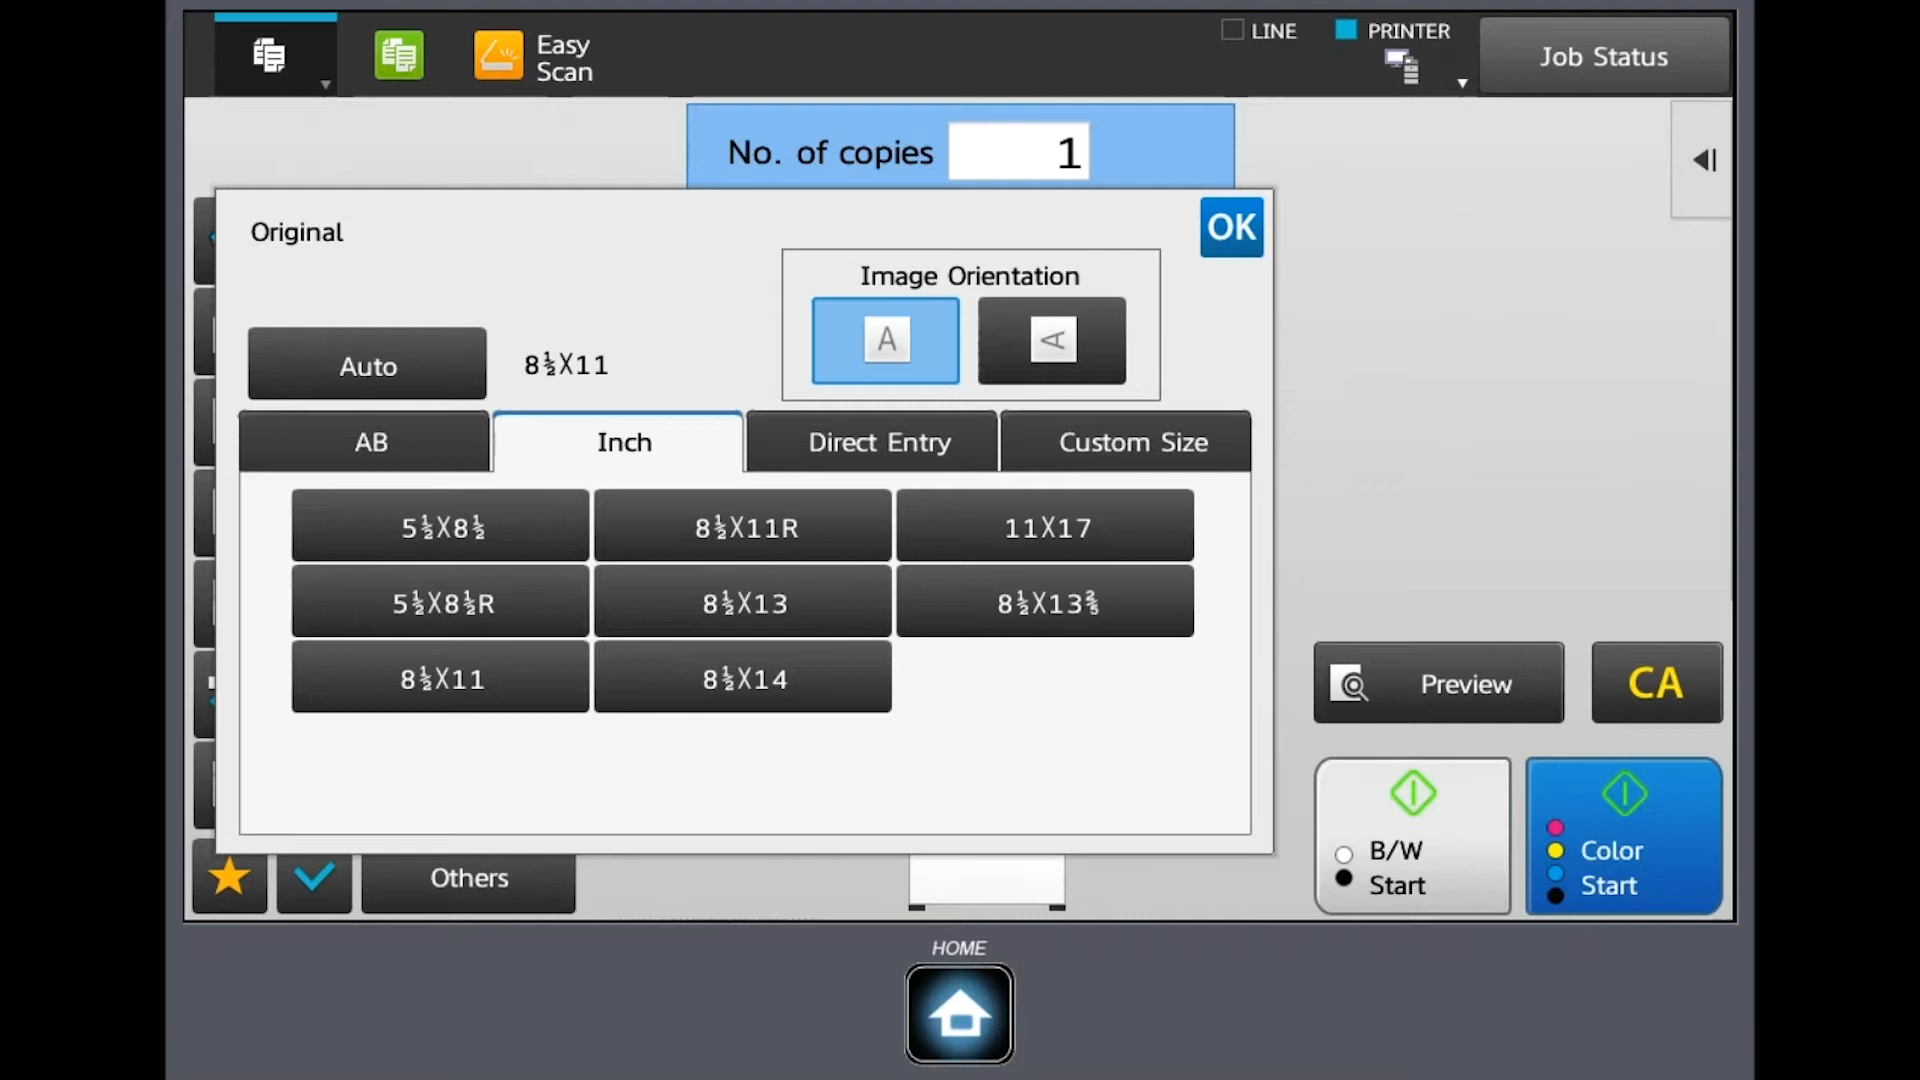 Easy
Scan
LINE
PRINTER
Job Status
No. of copies 1
Original
OK
Image Orientation
A
A
Auto
8½X11
AB
Inch
Direct Entry
Custom Size
5½X8½
8½X11R
11X17
5½X8½R
8½X13
8½X13⅖
8½X11
8½X14
Preview
CA
B/W
Start
Color
Start
Others
HOME